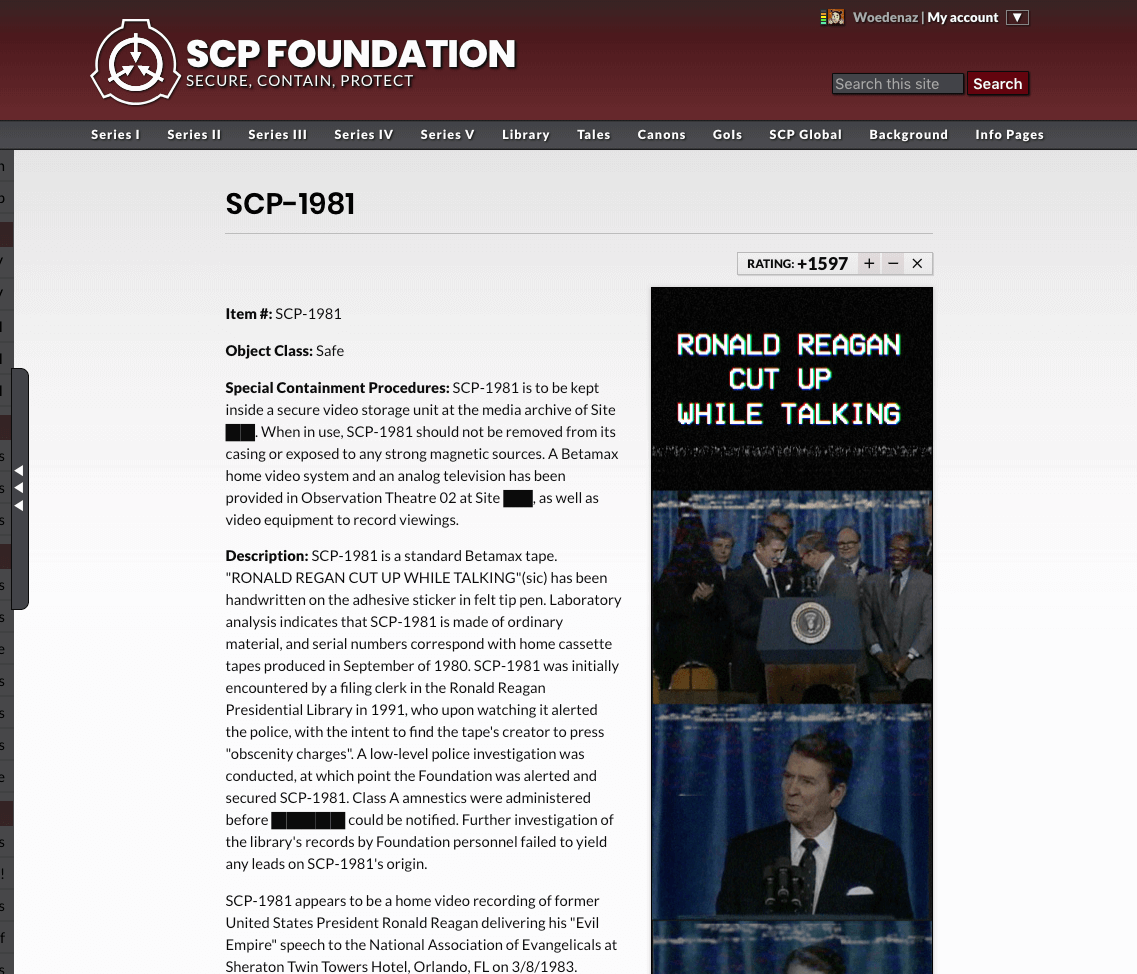 Woedenaz | My account ▼
SCP FOUNDATION
SECURE, CONTAIN, PROTECT
Search this site Search
Series I Series II Series III Series IV Series V Library Tales Canons GoIs SCP Global Background Info Pages
SCP-1981
RATING: +1597 + − ×
Item #: SCP-1981
Object Class: Safe
Special Containment Procedures: SCP-1981 is to be kept
inside a secure video storage unit at the media archive of Site
██. When in use, SCP-1981 should not be removed from its
casing or exposed to any strong magnetic sources. A Betamax
home video system and an analog television has been
provided in Observation Theatre 02 at Site ██, as well as
video equipment to record viewings.
Description: SCP-1981 is a standard Betamax tape.
"RONALD REGAN CUT UP WHILE TALKING"(sic) has been
handwritten on the adhesive sticker in felt tip pen. Laboratory
analysis indicates that SCP-1981 is made of ordinary
material, and serial numbers correspond with home cassette
tapes produced in September of 1980. SCP-1981 was initially
encountered by a filing clerk in the Ronald Reagan
Presidential Library in 1991, who upon watching it alerted
the police, with the intent to find the tape's creator to press
"obscenity charges". A low-level police investigation was
conducted, at which point the Foundation was alerted and
secured SCP-1981. Class A amnestics were administered
before █████ could be notified. Further investigation of
the library's records by Foundation personnel failed to yield
any leads on SCP-1981's origin.
SCP-1981 appears to be a home video recording of former
United States President Ronald Reagan delivering his "Evil
Empire" speech to the National Association of Evangelicals at
Sheraton Twin Towers Hotel, Orlando, FL on 3/8/1983.
RONALD REAGAN
CUT UP
WHILE TALKING